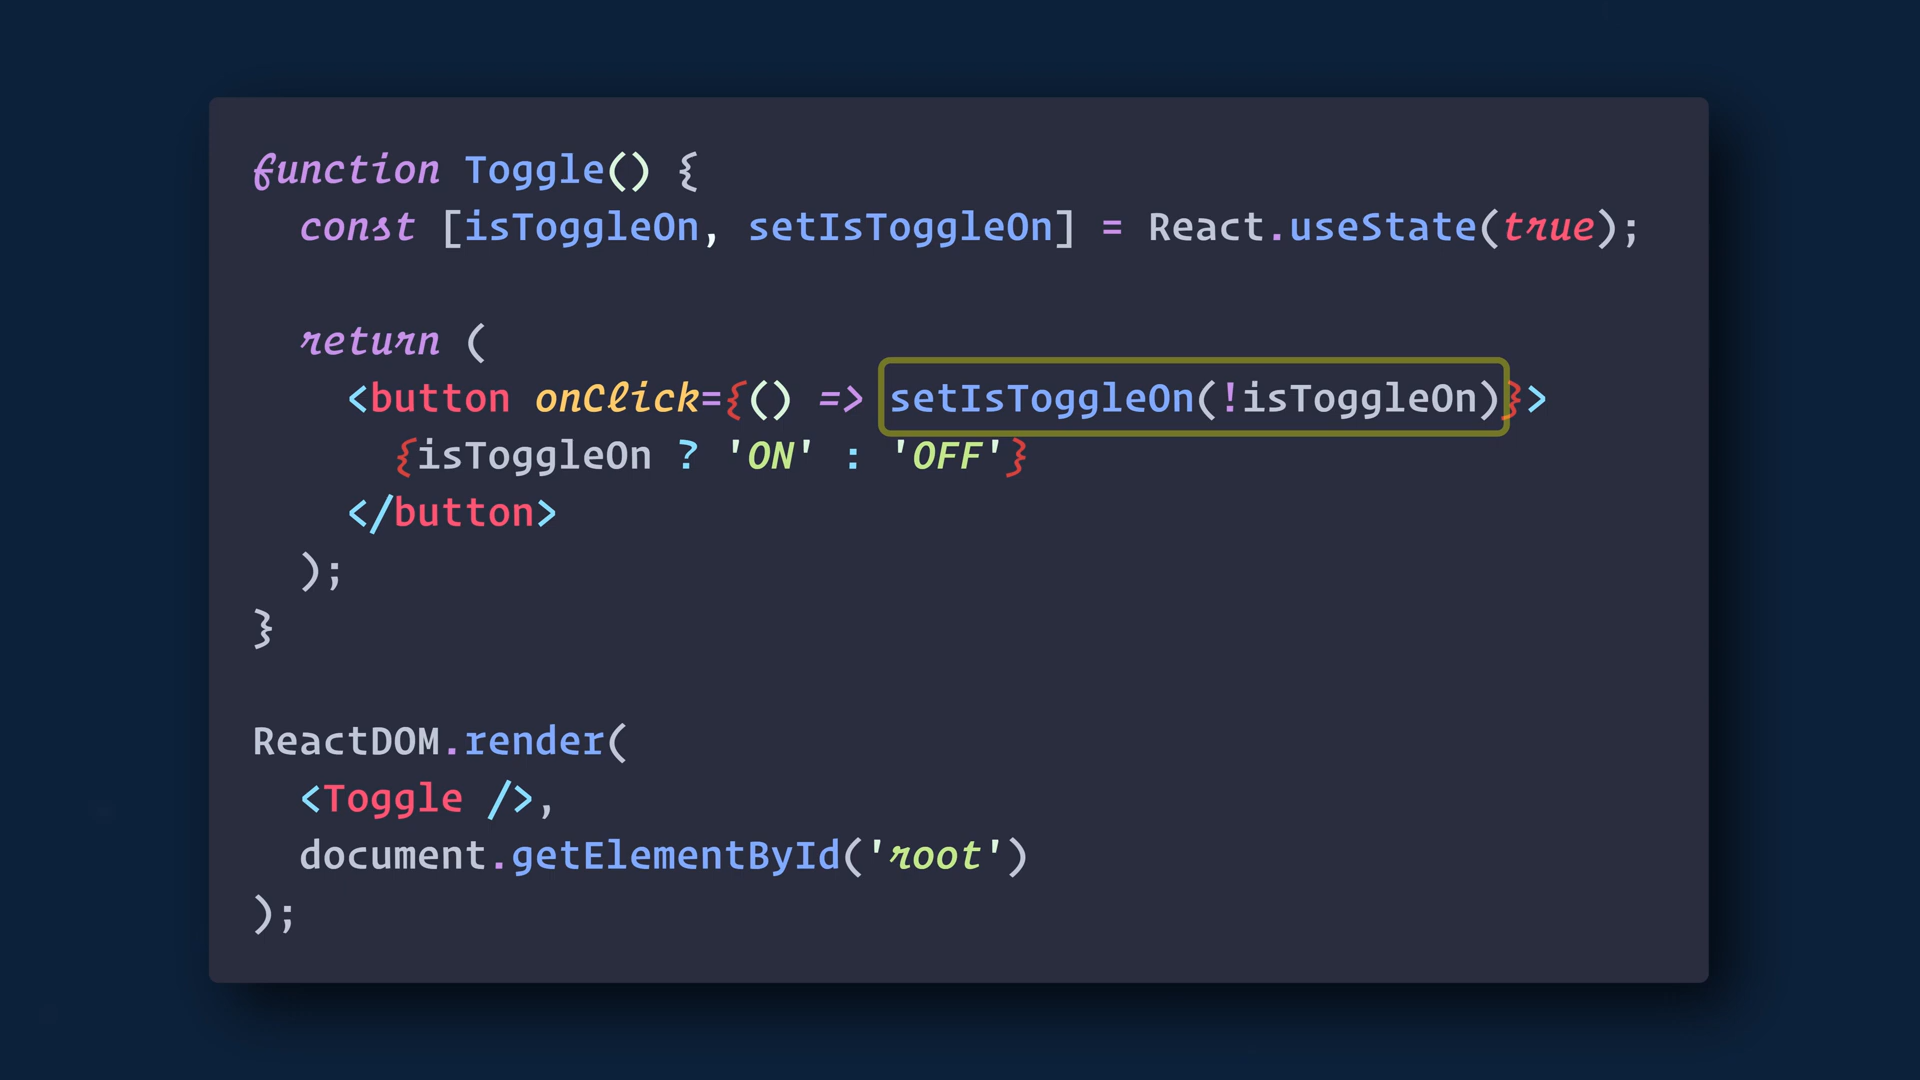 function Toggle() {
  const [isToggleOn, setIsToggleOn] = React.useState(true);
  return (
    <button onClick={() => setIsToggleOn(!isToggleOn)}>
      {isToggleOn ? 'ON' : 'OFF'}
    </button>
  );
}
ReactDOM.render(
  <Toggle />,
  document.getElementById('root')
);